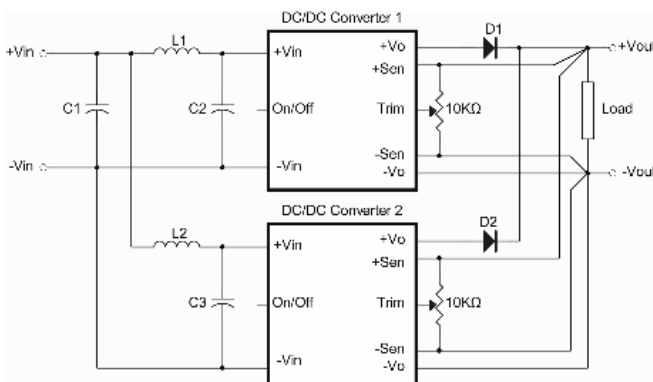 DC/DC Converter 1
+Vin
L1
+Vin
+Vo
D1
+Vout
+Sen
C1
C2
On/Off
Trim
10KΩ
Load
-Vin
-Vin
-Sen
-Vo
-Vout
DC/DC Converter 2
L2
+Vin
+Vo
D2
+Sen
C3
On/Off
Trim
10KΩ
-Vin
-Sen
-Vo